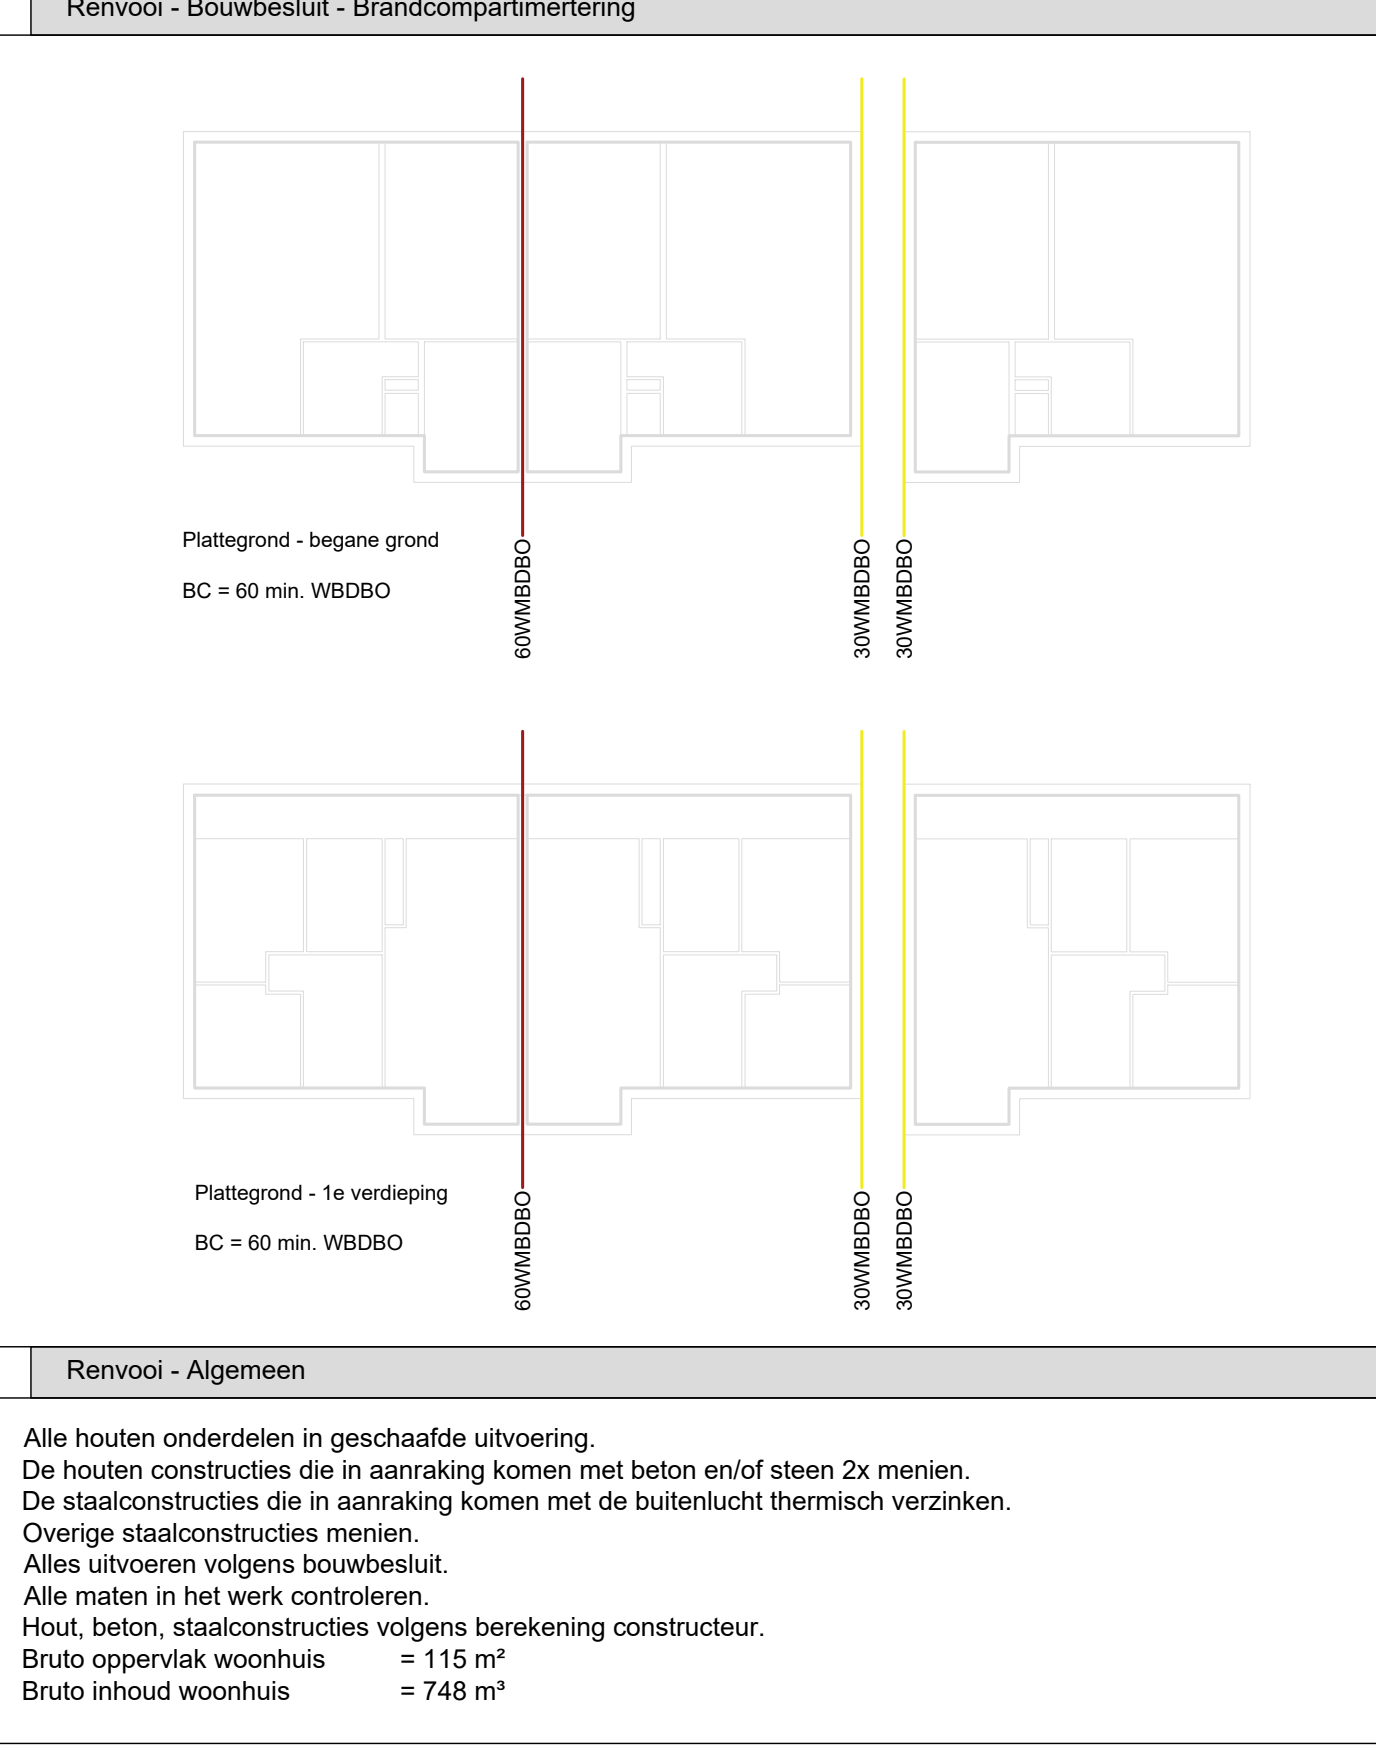 Renvooi - Bouwbesluit - Brandcompartimertering
Plattegrond - begane grond
BC = 60 min. WBDBO
60WMBDBO
30WMBDBO
30WMBDBO
Plattegrond - 1e verdieping
BC = 60 min. WBDBO
60WMBDBO
30WMBDBO
30WMBDBO
Renvooi - Algemeen
Alle houten onderdelen in geschaafde uitvoering.
De houten constructies die in aanraking komen met beton en/of steen 2x menien.
De staalconstructies die in aanraking komen met de buitenlucht thermisch verzinken.
Overige staalconstructies menien.
Alles uitvoeren volgens bouwbesluit.
Alle maten in het werk controleren.
Hout, beton, staalconstructies volgens berekening constructeur.
Bruto oppervlak woonhuis = 115 m²
Bruto inhoud woonhuis = 748 m³